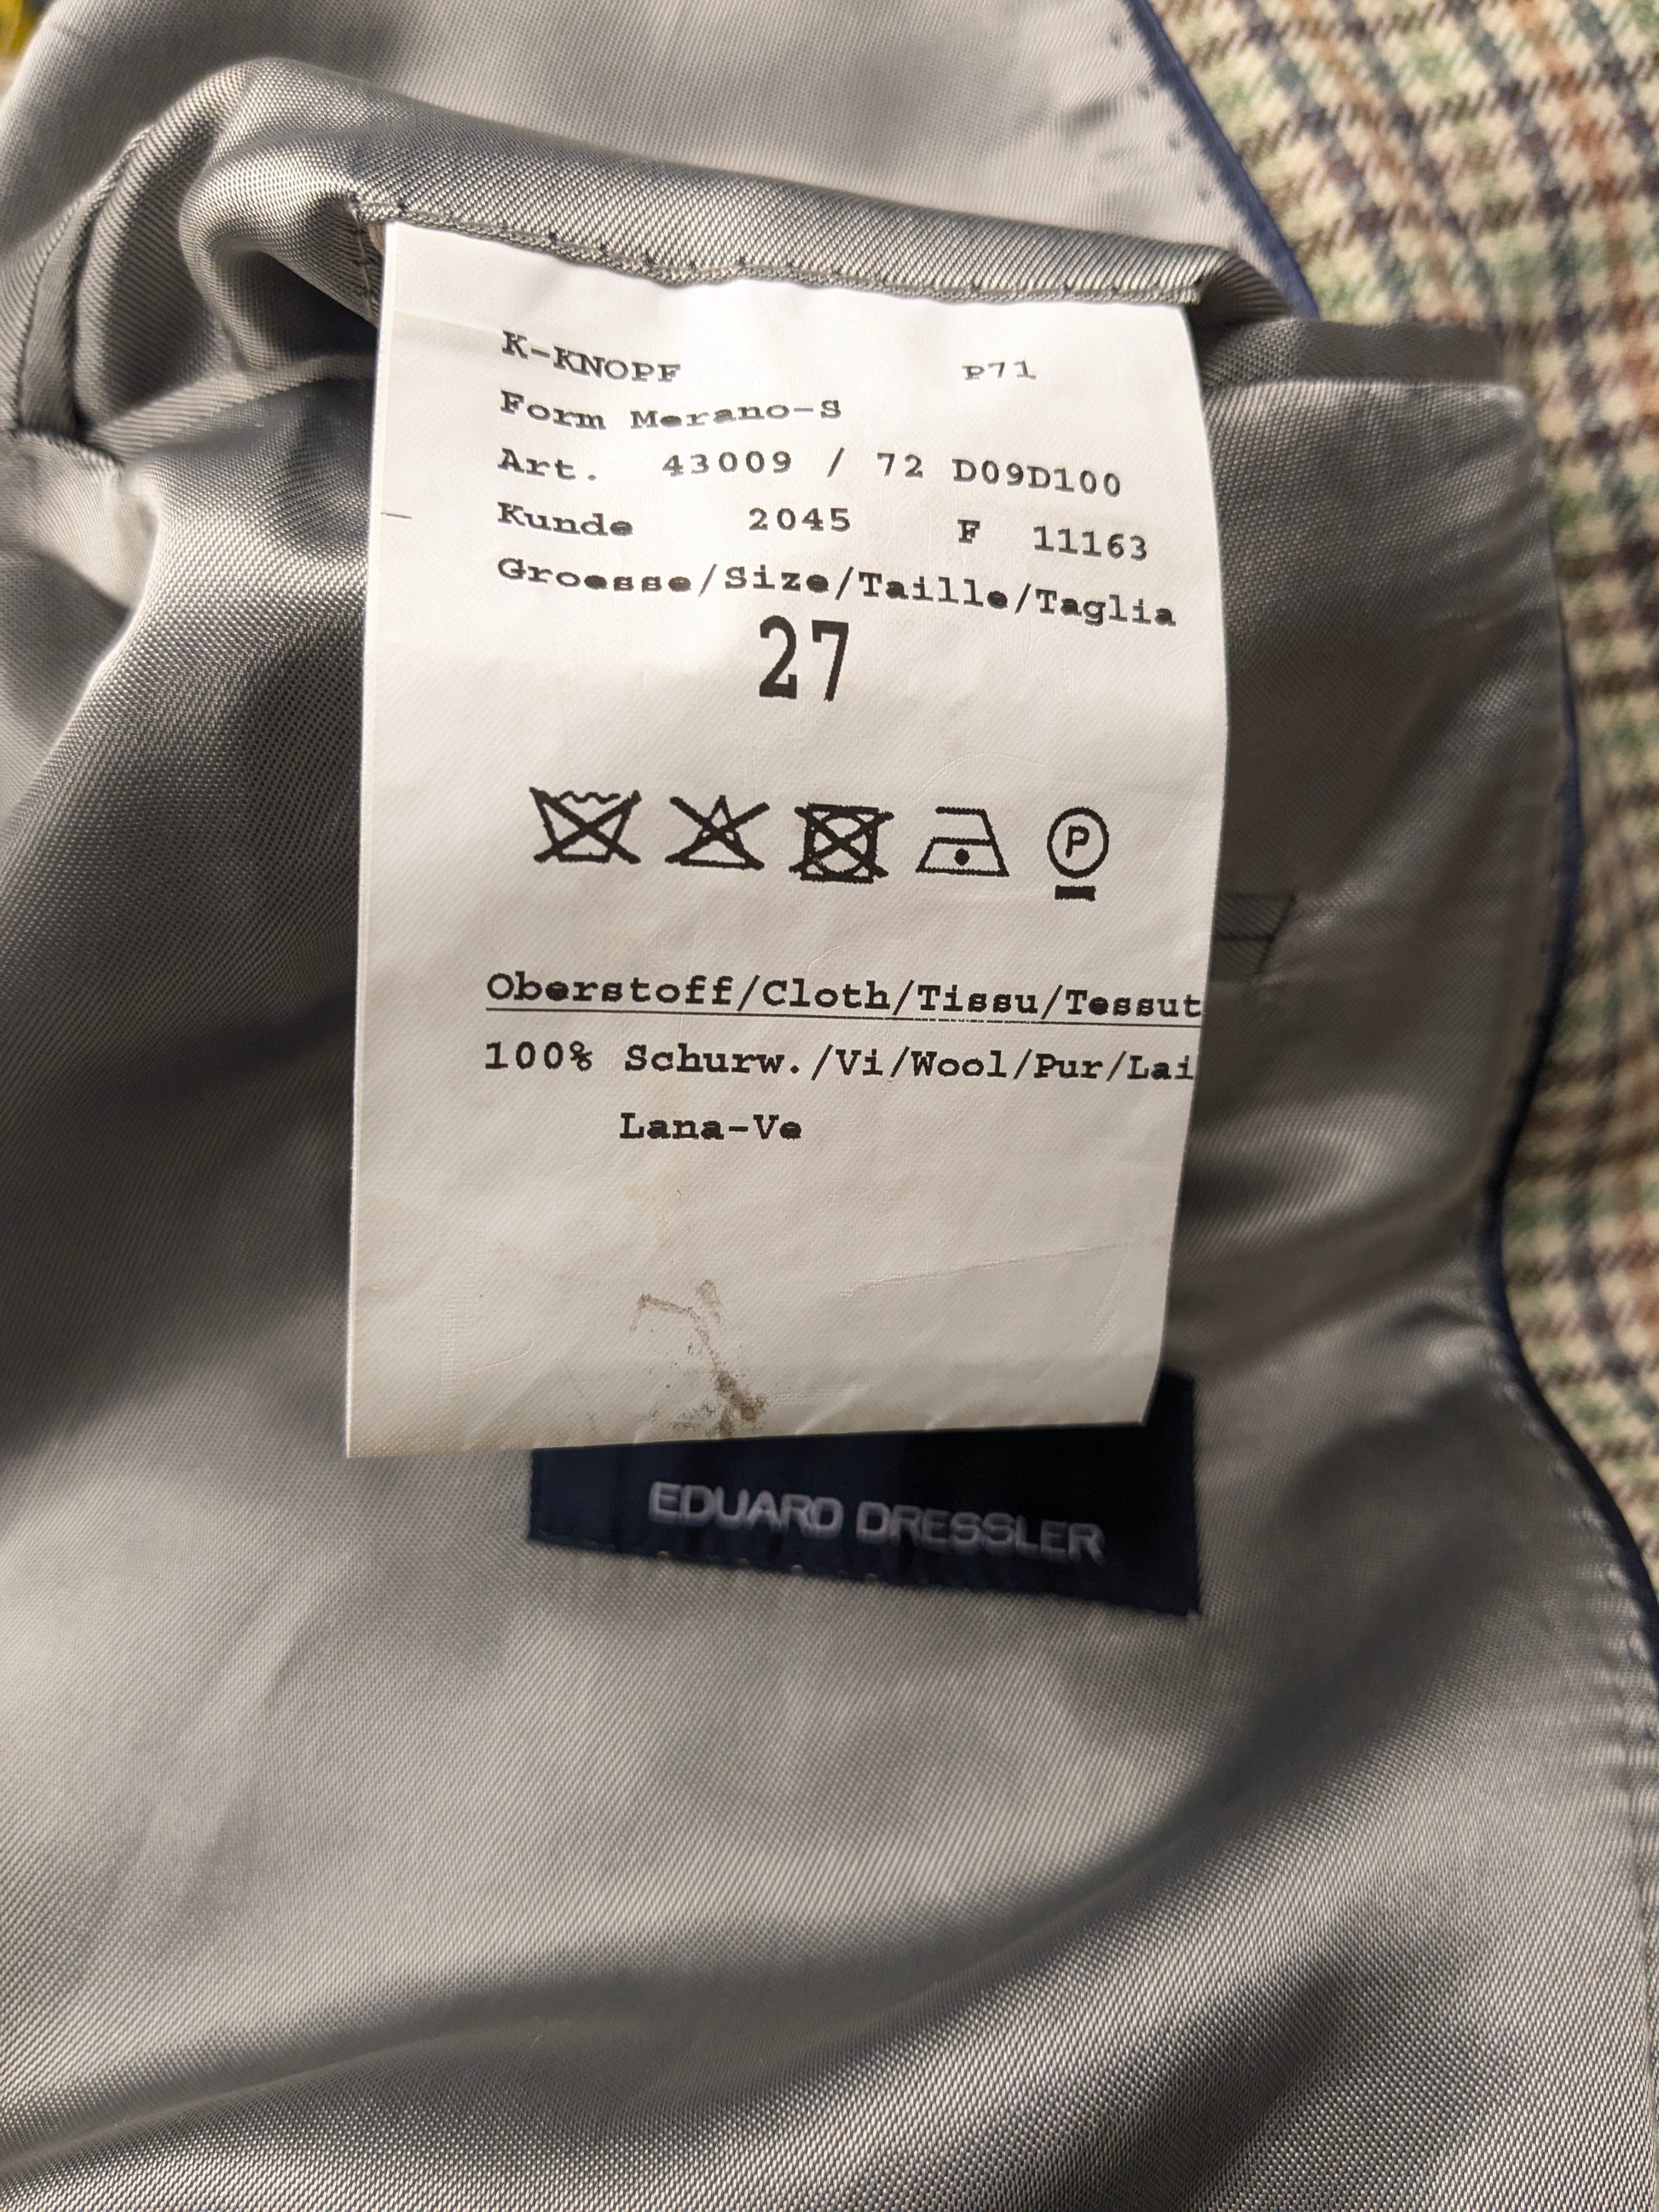 K-KNOPF P71
Form Merano-S
Art. 43009 / 72 D09D100
Kunde 2045 F 11163
Groesse/Size/Taille/Taglia
27
P
Oberstoff/Cloth/Tissu/Tessut
100% Schurw./Vi/Wool/Pur/Lai
Lana-Ve
EDUARD DRESSLER